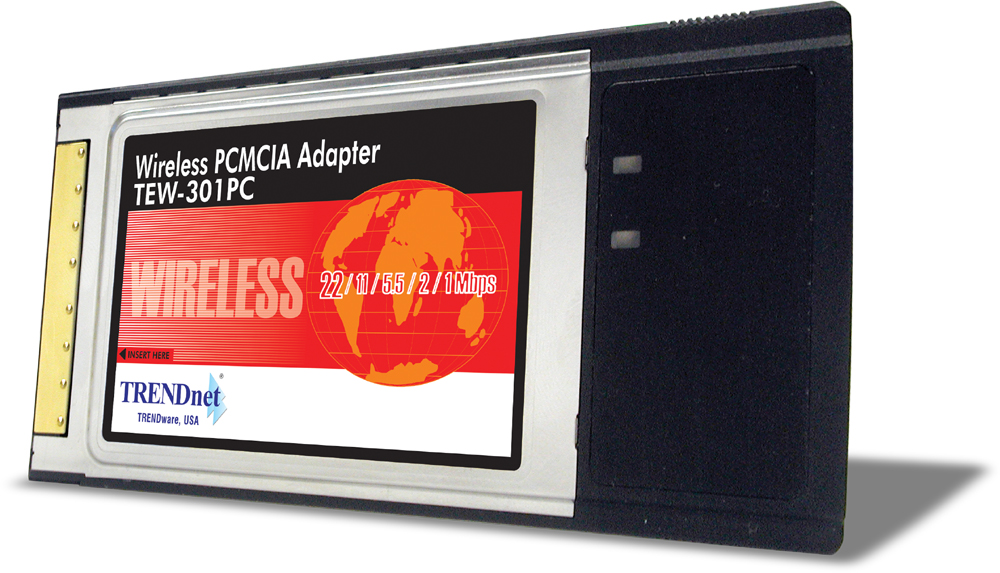 Wireless PCMCIA Adapter
TEW-301PC
WIRELESS
22 / 11 / 5.5 / 2 / 1 Mbps
INSERT HERE
TRENDnet®
TRENDware, USA